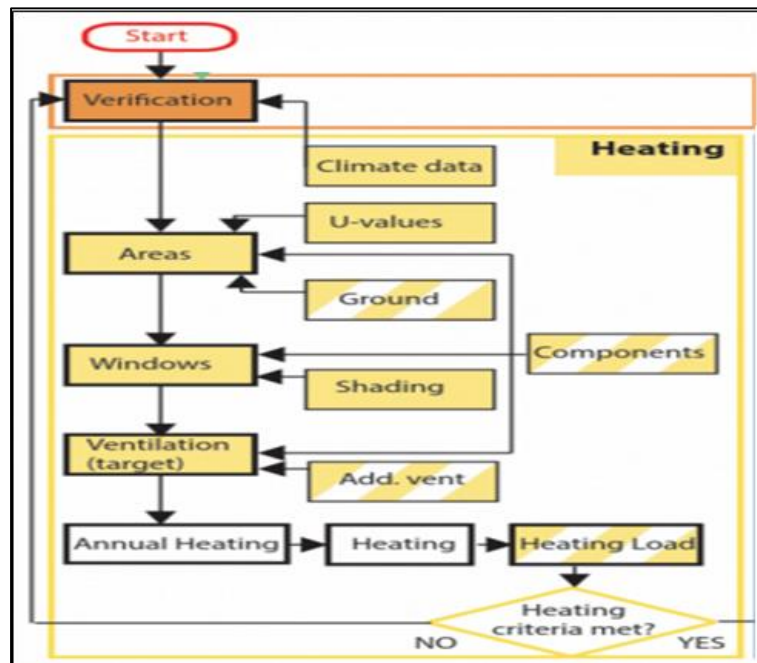 Start
Verification
Heating
Climate data
U-values
Areas
Ground
Components
Windows
Shading
Ventilation
(target)
Add. vent
Annual Heating
Heating
Heating Load
Heating
criteria met?
NO
YES